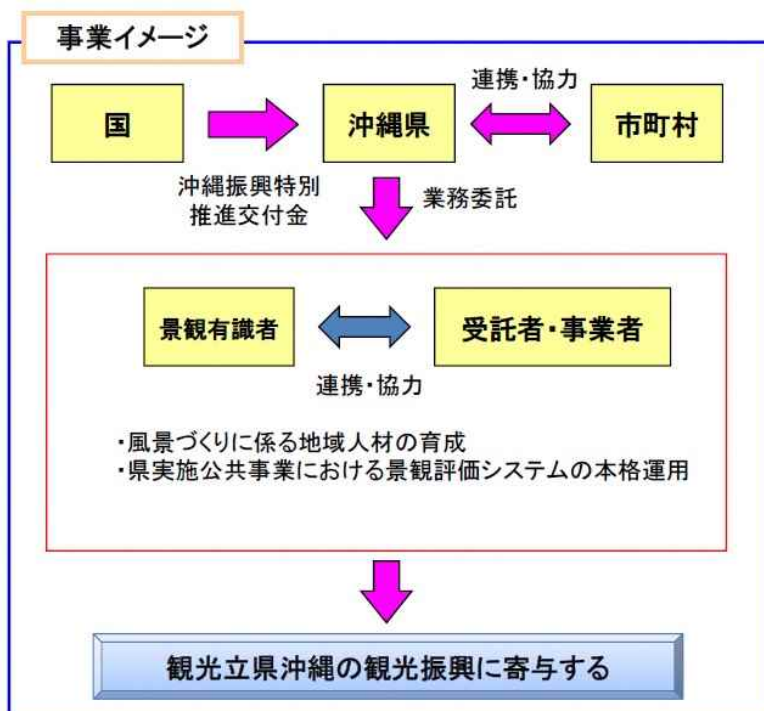 事業イメージ
連携・協力
国
沖縄県
市町村
沖縄振興特別
推進交付金
業務委託
景観有識者
受託者・事業者
連携・協力
・風景づくりに係る地域人材の育成
・県実施公共事業における景観評価システムの本格運用
観光立県沖縄の観光振興に寄与する